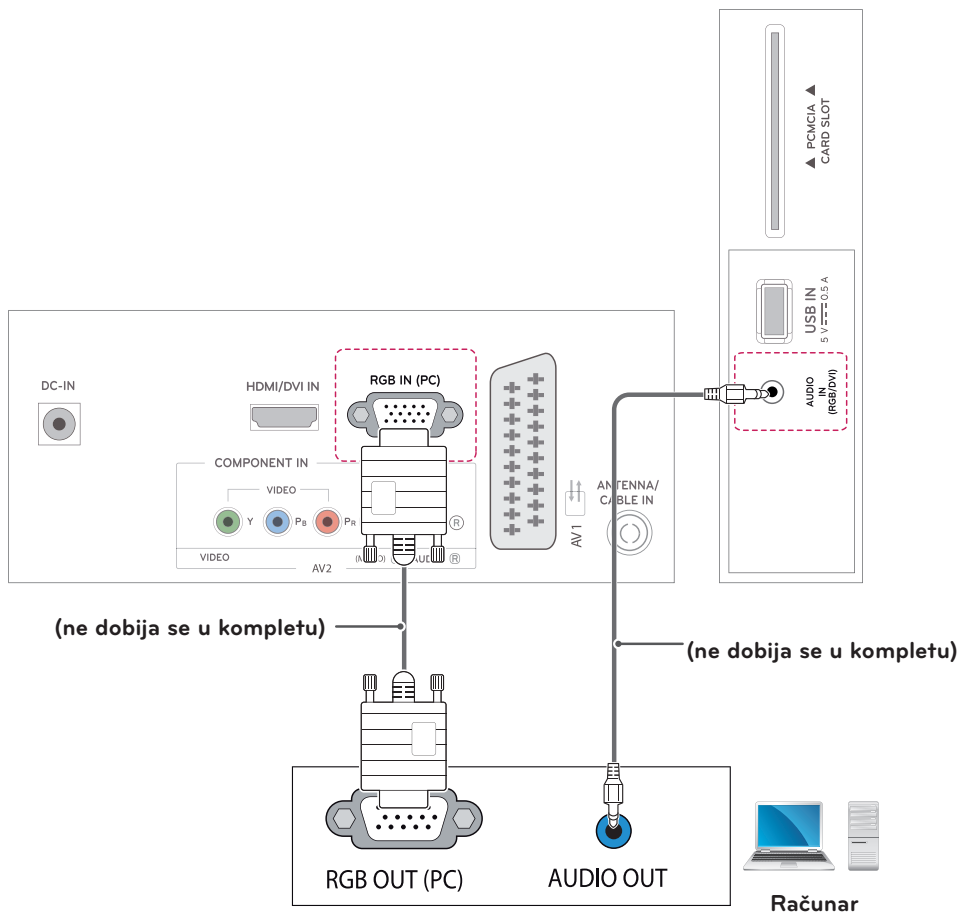 ▲ PCMCIA ▲
CARD SLOT
USB IN
5 V 0.5 A
AUDIO
IN
(RGB/DVI)
DC-IN
HDMI/DVI IN
RGB IN (PC)
COMPONENT IN
VIDEO
Y
PB
PR
R
VIDEO
AV2
R
AV 1
ANTENNA/
CABLE IN
(ne dobija se u kompletu)
(ne dobija se u kompletu)
RGB OUT (PC)
AUDIO OUT
Računar